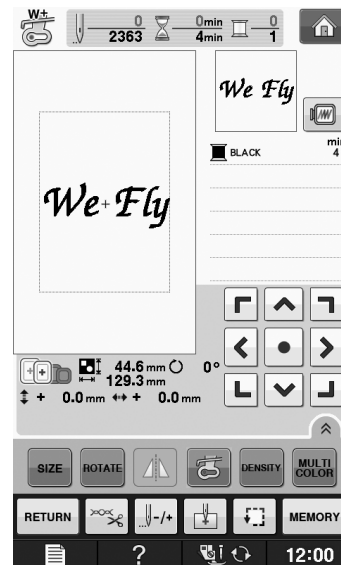 W+ 0 2363 0min 4min 0 1
We Fly
min
BLACK 4
We Fly
44.6 mm 0°
129.3 mm
+ 0.0 mm + 0.0 mm
SIZE ROTATE DENSITY MULTI COLOR
RETURN -/+ MEMORY
? 12:00